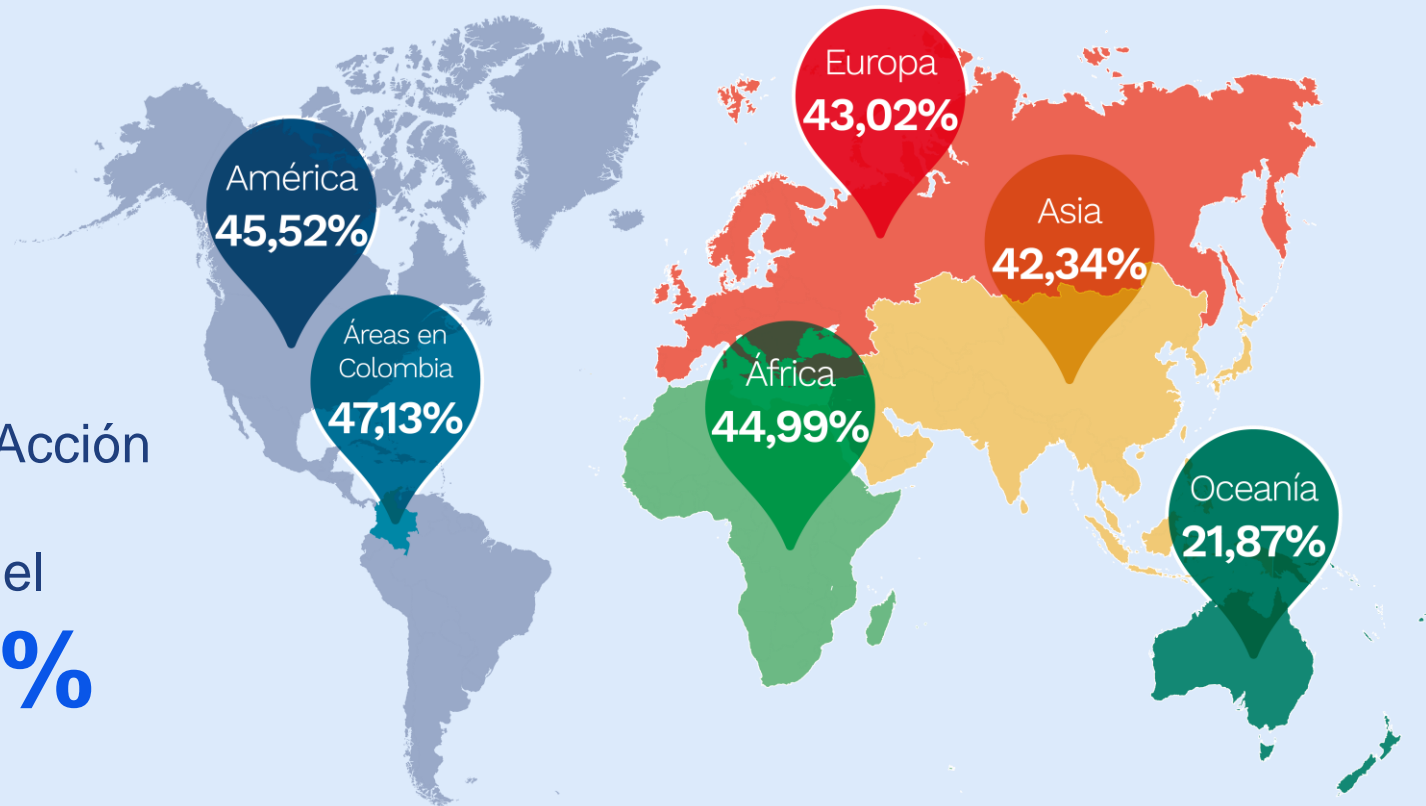 Europa
43,02%
América
45,52%
Asia
42,34%
Áreas en
Colombia
47,13%
África
44,99%
Acción
el
%
Oceanía
21,87%